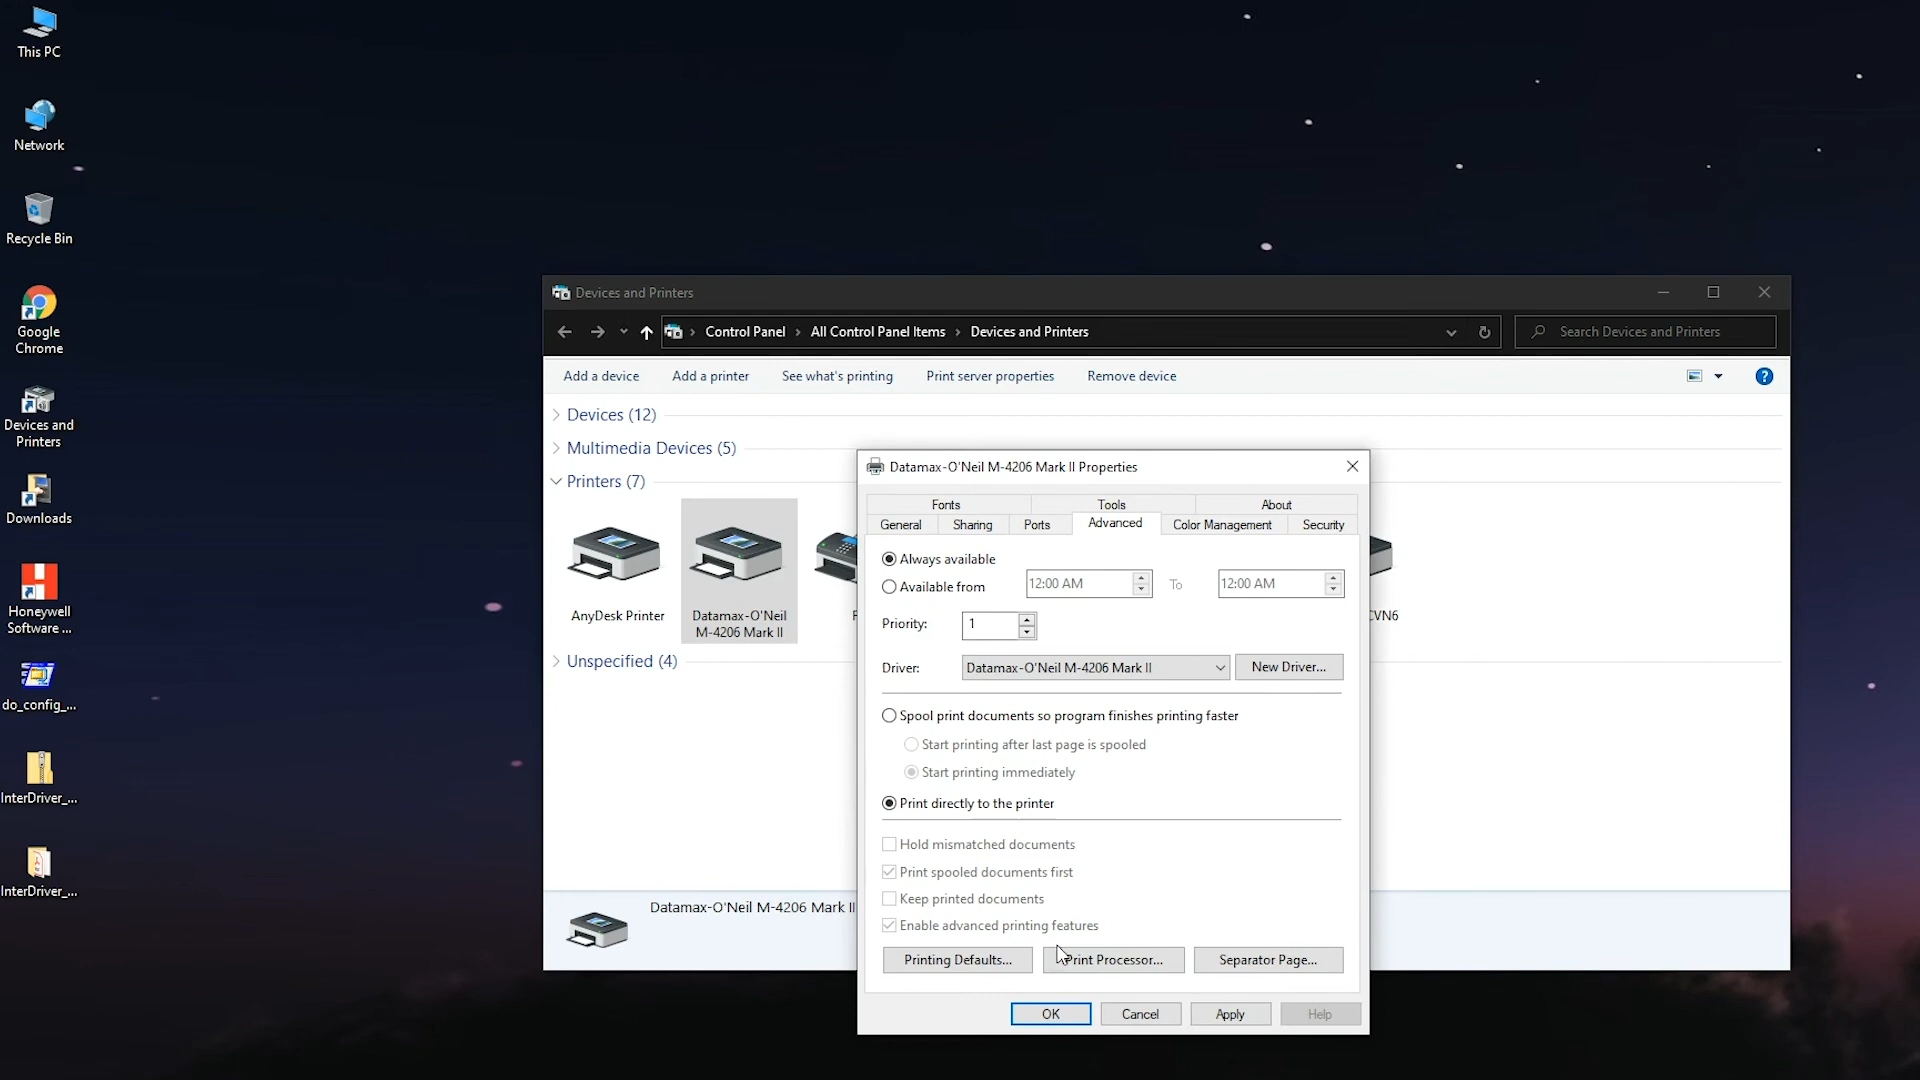 This PC
Network
Recycle Bin
Google
Chrome
Devices and
Printers
Downloads
Honeywell
Software ...
do_config_...
InterDriver_...
InterDriver_...
Devices and Printers
Control Panel
All Control Panel Items
Devices and Printers
Search Devices and Printers
Add a device
Add a printer
See what's printing
Print server properties
Remove device
Devices (12)
Multimedia Devices (5)
Printers (7)
AnyDesk Printer
Datamax-O'Neil
M-4206 Mark II
F
CVN6
Unspecified (4)
Datamax-O'Neil M-4206 Mark II
Datamax-O'Neil M-4206 Mark II Properties
Fonts
Tools
About
General
Sharing
Ports
Advanced
Color Management
Security
Always available
Available from
12:00 AM
To
12:00 AM
Priority:
1
Driver:
Datamax-O'Neil M-4206 Mark II
New Driver...
Spool print documents so program finishes printing faster
Start printing after last page is spooled
Start printing immediately
Print directly to the printer
Hold mismatched documents
Print spooled documents first
Keep printed documents
Enable advanced printing features
Printing Defaults...
Print Processor...
Separator Page...
OK
Cancel
Apply
Help